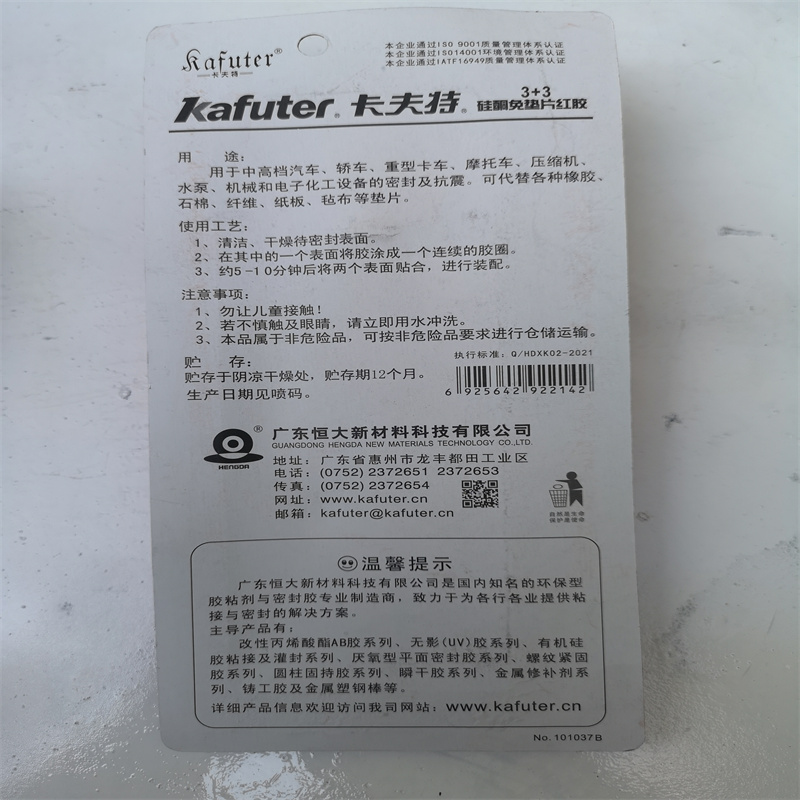 Kafuter®
卡夫特
本企业通过ISO 9001质量管理体系认证
本企业通过ISO14001环境管理体系认证
本企业通过IATF16949质量管理体系认证
Kafuter® 卡夫特® 3+3 硅酮免垫片红胶
用 途:
用于中高档汽车、轿车、重型卡车、摩托车、压缩机、
水泵、机械和电子化工设备的密封及抗震。可代替各种橡胶、
石棉、纤维、纸板、毡布等垫片。
使用工艺:
1、清洁、干燥待密封表面。
2、在其中的一个表面将胶涂成一个连续的胶圈。
3、约5-10分钟后将两个表面贴合，进行装配。
注意事项:
1、勿让儿童接触！
2、若不慎触及眼睛，请立即用水冲洗。
3、本品属于非危险品，可按非危险品要求进行仓储运输。
贮 存:
执行标准: Q/HDXK02-2021
贮存于阴凉干燥处，贮存期12个月。
生产日期见喷码。
6 925642 922142
HENGDA
®
广东恒大新材料科技有限公司
GUANGDONG HENGDA NEW MATERIALS TECHNOLOGY CO.,LTD.
地址: 广东省惠州市龙丰都田工业区
电话: (0752) 2372651 2372653
传真: (0752) 2372654
网址: www.kafuter.cn
邮箱: kafuter@kafuter.cn
自然是生命
保护是使命
温馨提示
广东恒大新材料科技有限公司是国内知名的环保型
胶粘剂与密封胶专业制造商，致力于为各行各业提供粘
接与密封的解决方案。
主导产品有:
改性丙烯酸酯AB胶系列、无影(UV)胶系列、有机硅
胶粘接及灌封系列、厌氧型平面密封胶系列、螺纹紧固
胶系列、圆柱固持胶系列、瞬干胶系列、金属修补剂系
列、铸工胶及金属塑钢棒等。
详细产品信息欢迎访问我司网站: www.kafuter.cn
No.101037B